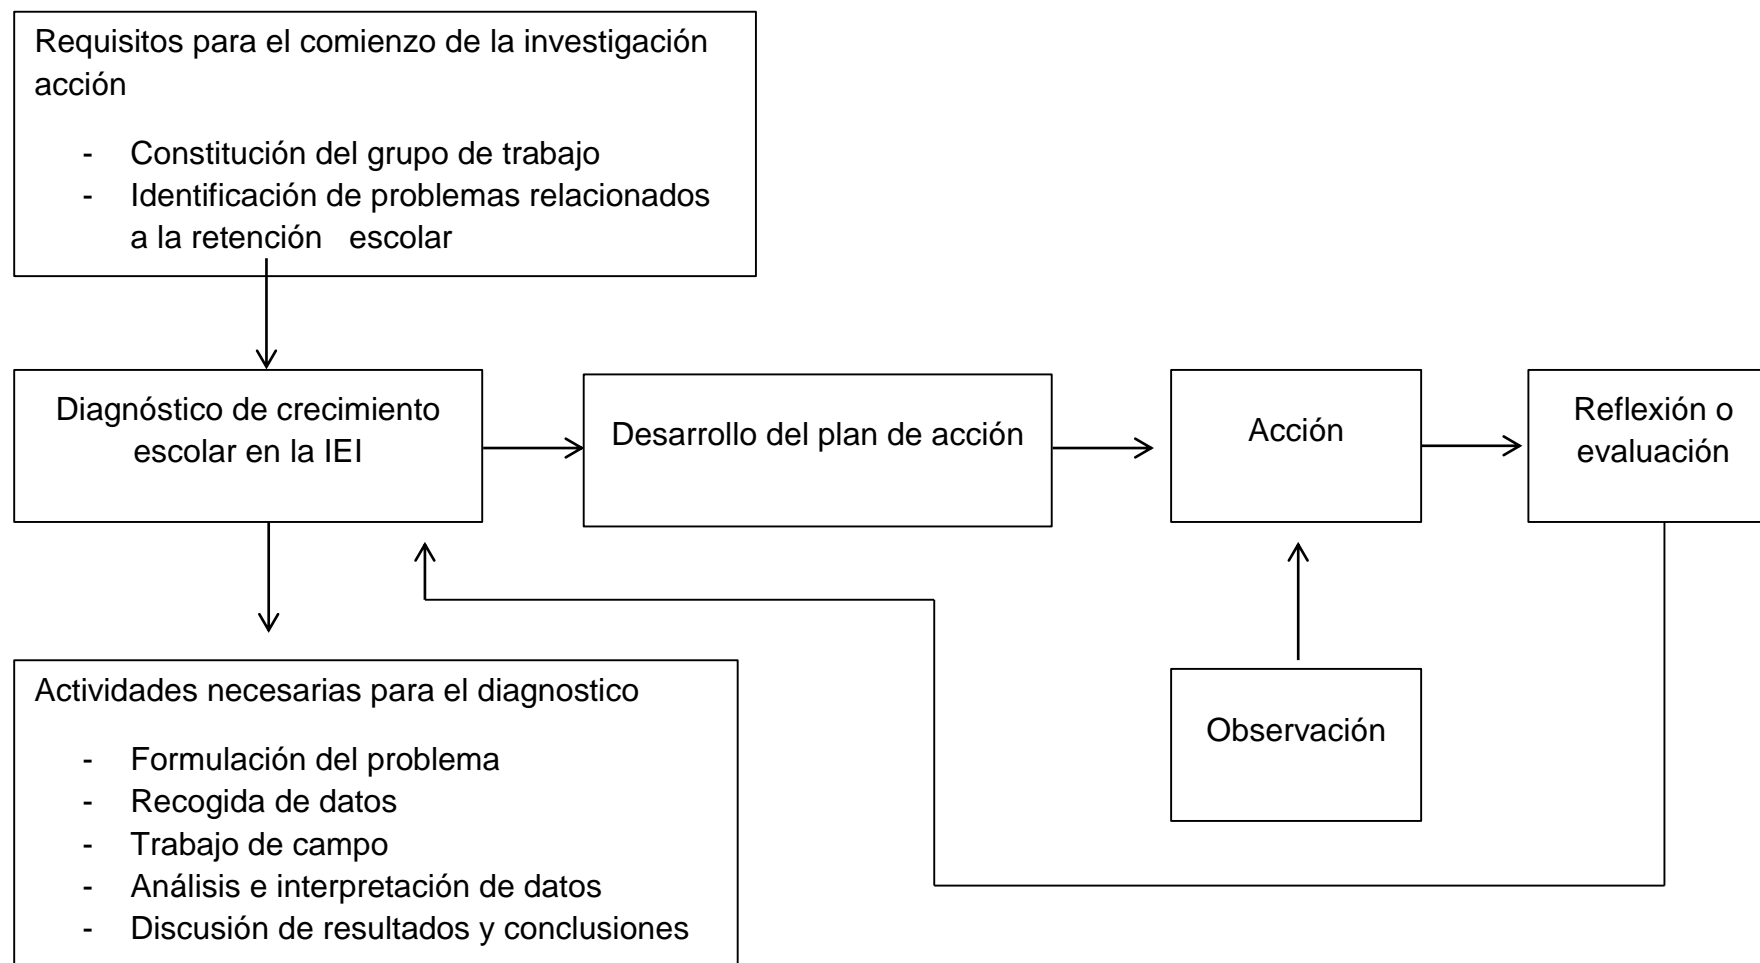 Requisitos para el comienzo de la investigación
acción
- Constitución del grupo de trabajo
- Identificación de problemas relacionados
a la retención escolar
Diagnóstico de crecimiento
escolar en la IEI
Desarrollo del plan de acción
Acción
Reflexión o
evaluación
Observación
Actividades necesarias para el diagnostico
- Formulación del problema
- Recogida de datos
- Trabajo de campo
- Análisis e interpretación de datos
- Discusión de resultados y conclusiones